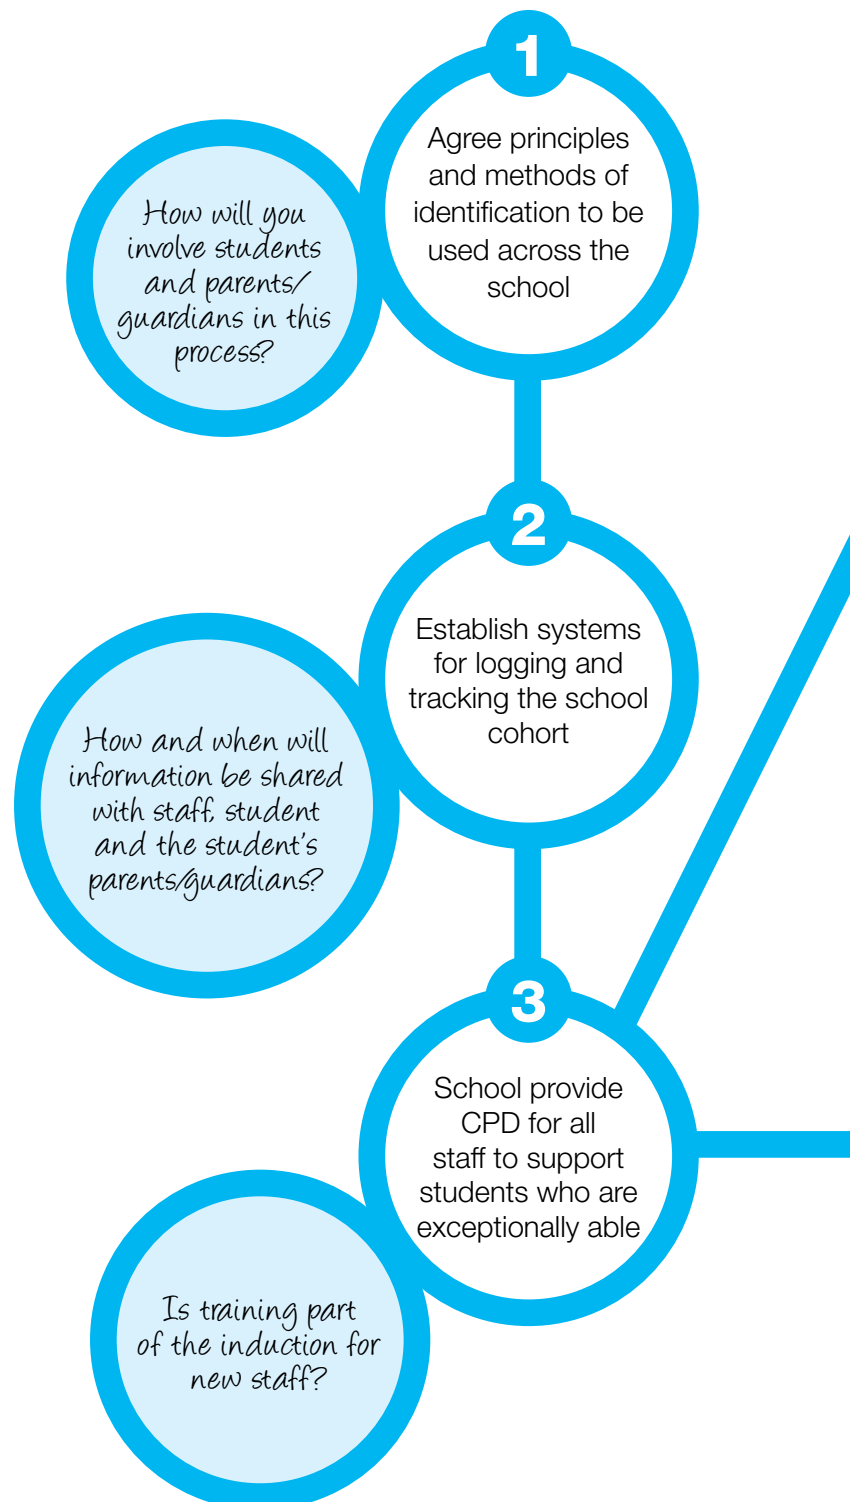 1
Agree principles
and methods of
identification to be
used across the
school
How will you
involve students
and parents/
guardians in this
process?
2
Establish systems
for logging and
tracking the school
cohort
How and when will
information be shared
with staff, student
and the student's
parents/guardians?
3
School provide
CPD for all
staff to support
students who are
exceptionally able
Is training part
of the induction for
new staff?